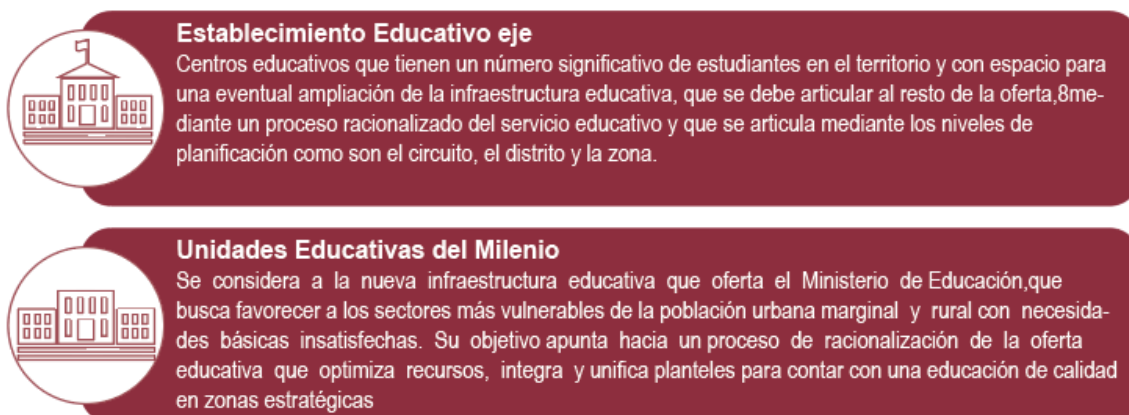 Establecimiento Educativo eje
Centros educativos que tienen un número significativo de estudiantes en el territorio y con espacio para
una eventual ampliación de la infraestructura educativa, que se debe articular al resto de la oferta,8me-
diante un proceso racionalizado del servicio educativo y que se articula mediante los niveles de
planificación como son el circuito, el distrito y la zona.
Unidades Educativas del Milenio
Se considera a la nueva infraestructura educativa que oferta el Ministerio de Educación,que
busca favorecer a los sectores más vulnerables de la población urbana marginal y rural con necesida-
des básicas insatisfechas. Su objetivo apunta hacia un proceso de racionalización de la oferta
educativa que optimiza recursos, integra y unifica planteles para contar con una educación de calidad
en zonas estratégicas